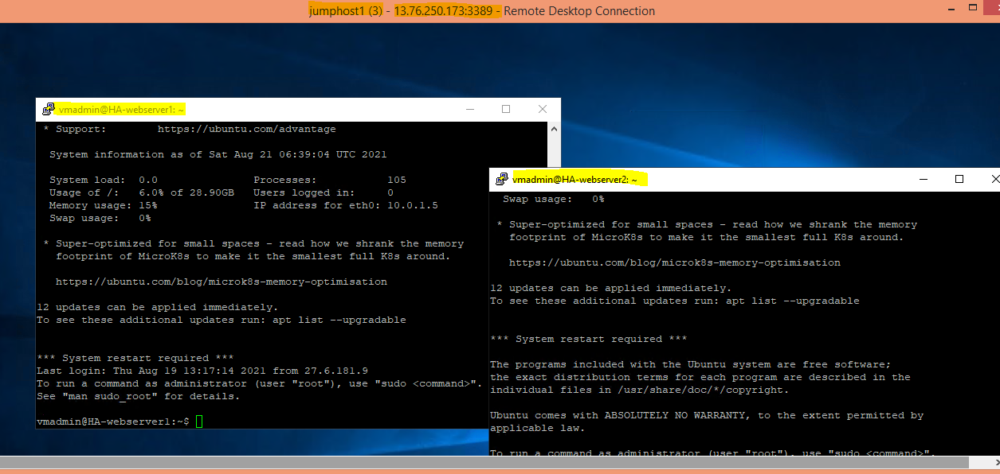 jumphost1 (3) - 13.76.250.173:3389 - Remote Desktop Connection
vmadmin@HA-webserver1: ~
* Support:        https://ubuntu.com/advantage
System information as of Sat Aug 21 06:39:04 UTC 2021
System load:  0.0               Processes:             105
Usage of /:   6.0% of 28.90GB   Users logged in:       0
Memory usage: 15%               IP address for eth0: 10.0.1.5
Swap usage:   0%
* Super-optimized for small spaces - read how we shrank the memory
footprint of MicroK8s to make it the smallest full K8s around.
https://ubuntu.com/blog/microk8s-memory-optimisation
12 updates can be applied immediately.
To see these additional updates run: apt list --upgradable
*** System restart required ***
Last login: Thu Aug 19 13:17:14 2021 from 27.6.181.9
To run a command as administrator (user "root"), use "sudo <command>".
See "man sudo_root" for details.
vmadmin@HA-webserver1:~$
vmadmin@HA-webserver2: ~
Swap usage:   0%
* Super-optimized for small spaces - read how we shrank the memory
footprint of MicroK8s to make it the smallest full K8s around.
https://ubuntu.com/blog/microk8s-memory-optimisation
12 updates can be applied immediately.
To see these additional updates run: apt list --upgradable
*** System restart required ***
The programs included with the Ubuntu system are free software;
the exact distribution terms for each program are described in the
individual files in /usr/share/doc/*/copyright.
Ubuntu comes with ABSOLUTELY NO WARRANTY, to the extent permitted by
applicable law.
To run a command as administrator (user "root"), use "sudo <command>".